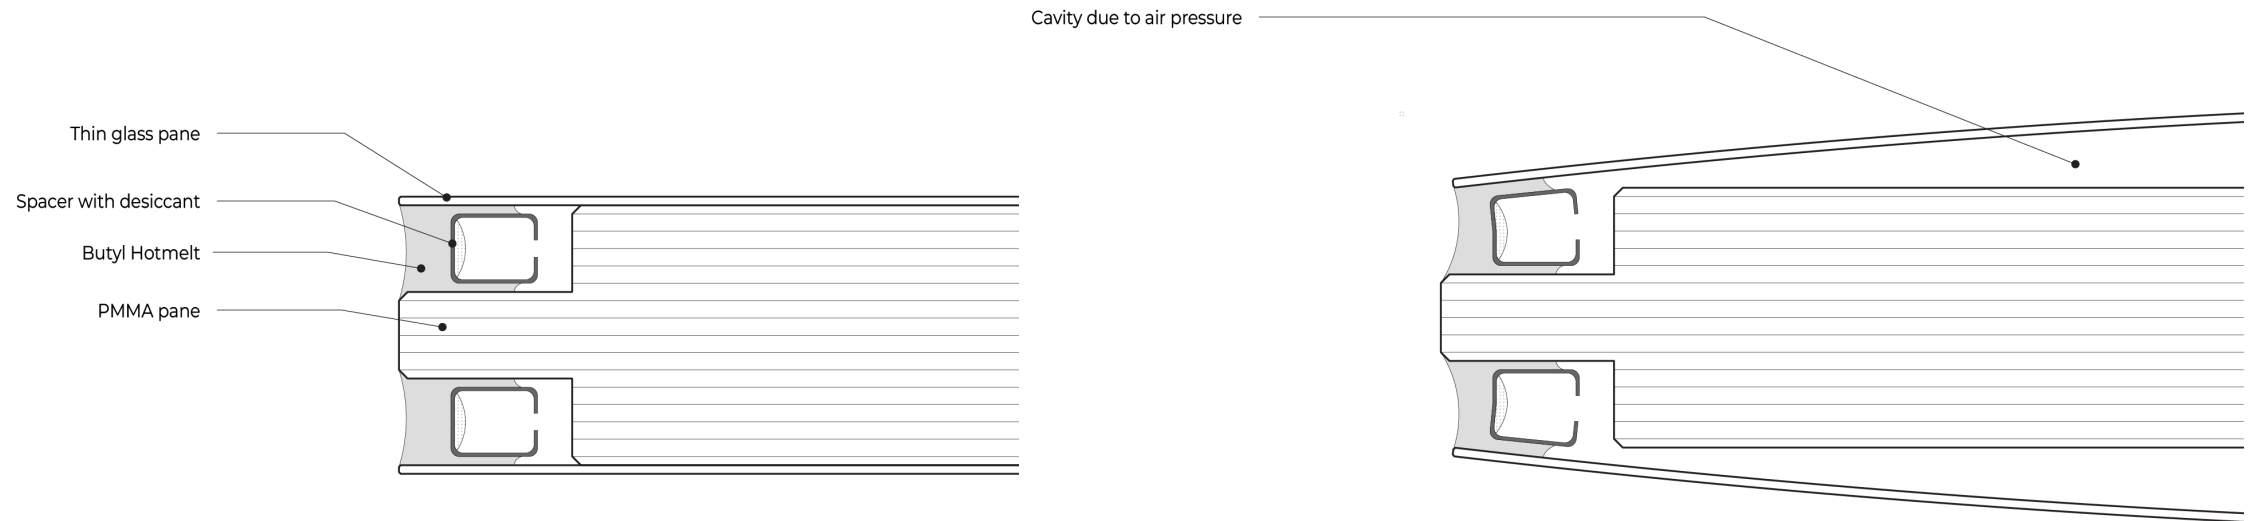 Cavity due to air pressure
Thin glass pane
Spacer with desiccant
Butyl Hotmelt
PMMA pane